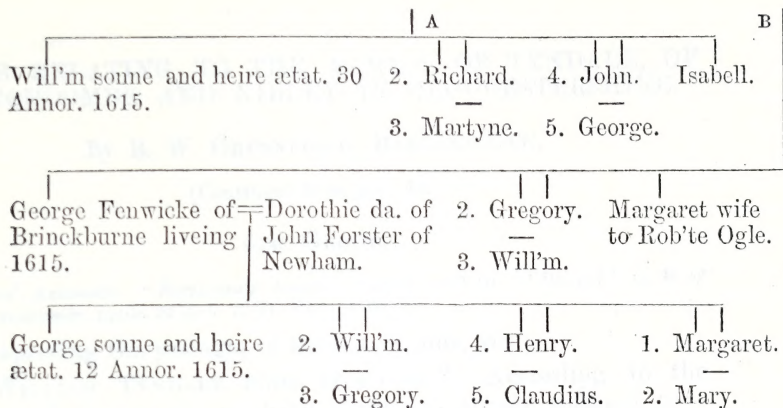 A B
Will'm sonne and heire ætat. 30 2. Richard. 4. John. Isabell.
Annor. 1615.
3. Martyne. 5. George.
George Fenwicke of Dorothie da. of 2. Gregory. Margaret wife
Brinckburne liveing John Forster of to Rob'te Ogle.
1615. Newham. 3. Will'm.
George sonne and heire 2. Will'm. 4. Henry. 1. Margaret.
ætat. 12 Annor. 1615.
3. Gregory. 5. Claudius. 2. Mary.